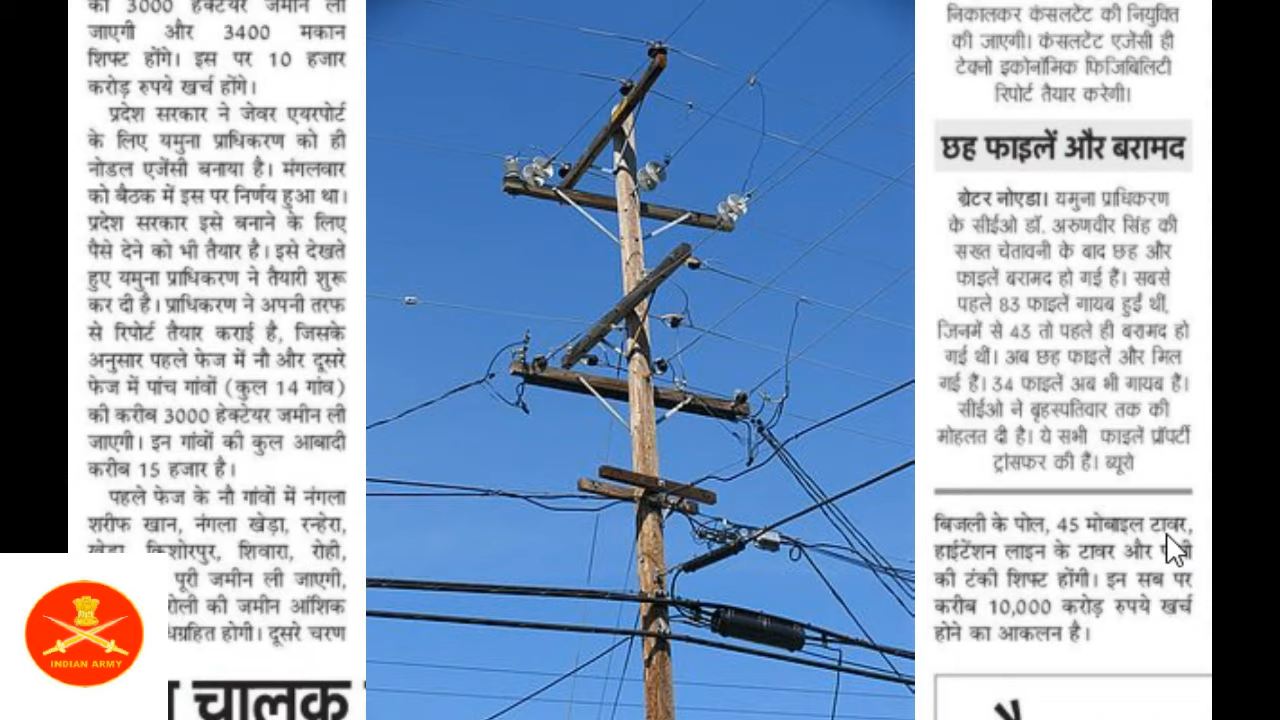 की 3000 हेक्टेयर जमीन ली
जाएगी और 3400 मकान
शिफ्ट होंगे। इस पर 10 हजार
करोड़ रुपये खर्च होंगे।
प्रदेश सरकार ने जेवर एयरपोर्ट
के लिए यमुना प्राधिकरण को ही
नोडल एजेंसी बनाया है। मंगलवार
को बैठक में इस पर निर्णय हुआ था।
प्रदेश सरकार इसे बनाने के लिए
पैसे देने को भी तैयार है। इसे देखते
हुए यमुना प्राधिकरण ने तैयारी शुरू
कर दी है। प्राधिकरण ने अपनी तरफ
से रिपोर्ट तैयार कराई है, जिसके
अनुसार पहले फेज में नौ और दूसरे
फेज में पांच गांवों (कुल 14 गांव)
की करीब 3000 हेक्टेयर जमीन ली
जाएगी। इन गांवों की कुल आबादी
करीब 15 हजार है।
पहले फेज के नौ गांवों में नंगला
शरीफ खान, नंगला खेड़ा, रन्हेरा,
खेड़ा किशोरपुर, शिवारा, रोही,
पूरी जमीन ली जाएगी,
रोली की जमीन आंशिक
धिग्रहित होगी। दूसरे चरण
चालक
INDIAN ARMY
निकालकर कंसलटेंट की नियुक्ति
की जाएगी। कंसलटेंट एजेंसी ही
टेक्नो इकोनॉमिक फिजिबिलिटी
रिपोर्ट तैयार करेगी।
छह फाइलें और बरामद
ग्रेटर नोएडा। यमुना प्राधिकरण
के सीईओ डॉ. अरुणवीर सिंह की
सख्त चेतावनी के बाद छह और
फाइलें बरामद हो गई हैं। सबसे
पहले 83 फाइलें गायब हुईं थीं,
जिनमें से 43 तो पहले ही बरामद हो
गई थीं। अब छह फाइलें और मिल
गई हैं। 34 फाइलें अब भी गायब हैं।
सीईओ ने बृहस्पतिवार तक की
मोहलत दी है। ये सभी फाइलें प्रॉपर्टी
ट्रांसफर की हैं। ब्यूरो
बिजली के पोल, 45 मोबाइल टावर,
हाईटेंशन लाइन के टावर और
की टंकी शिफ्ट होंगी। इन सब पर
करीब 10,000 करोड़ रुपये खर्च
होने का आकलन है।